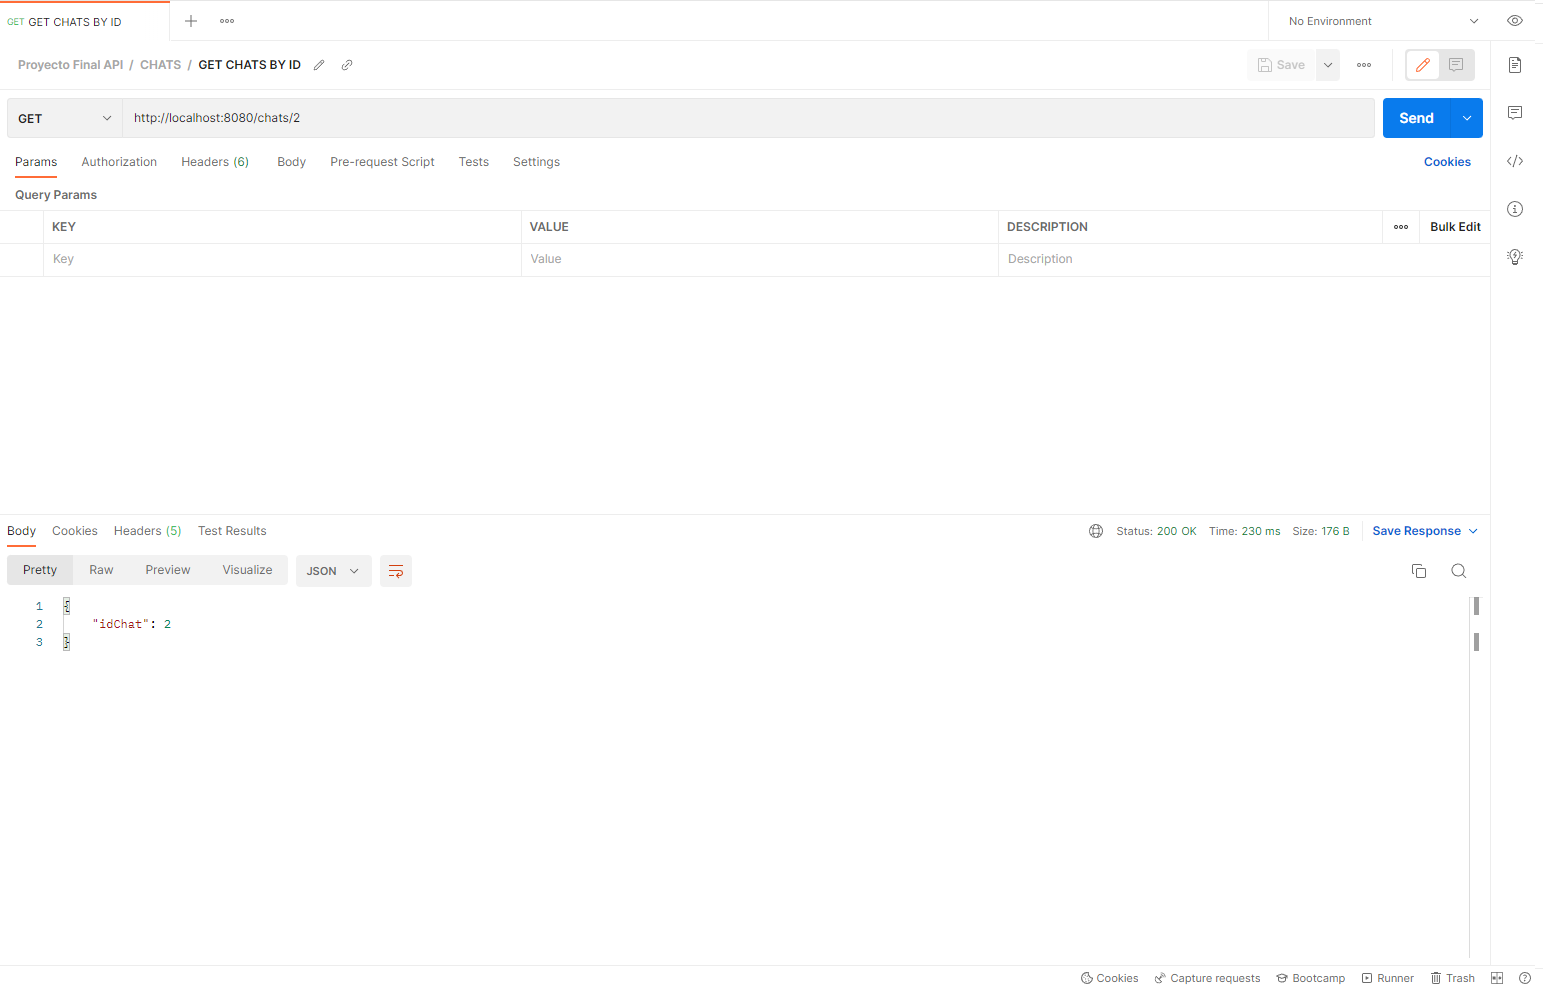 GET GET CHATS BY ID
No Environment
Proyecto Final API / CHATS / GET CHATS BY ID
Save
GET http://localhost:8080/chats/2 Send
Params Authorization Headers (6) Body Pre-request Script Tests Settings Cookies
Query Params
KEY VALUE DESCRIPTION Bulk Edit
Key Value Description
Body Cookies Headers (5) Test Results Status: 200 OK Time: 230 ms Size: 176 B Save Response
Pretty Raw Preview Visualize JSON
1 {
2 "idChat": 2
3 }
Cookies Capture requests Bootcamp Runner Trash